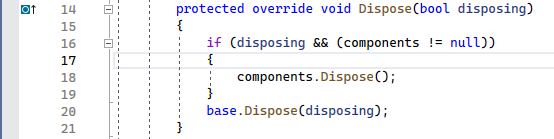 14 protected override void Dispose(bool disposing)
15 {
16 if (disposing && (components != null))
17 {
18 components.Dispose();
19 }
20 base.Dispose(disposing);
21 }